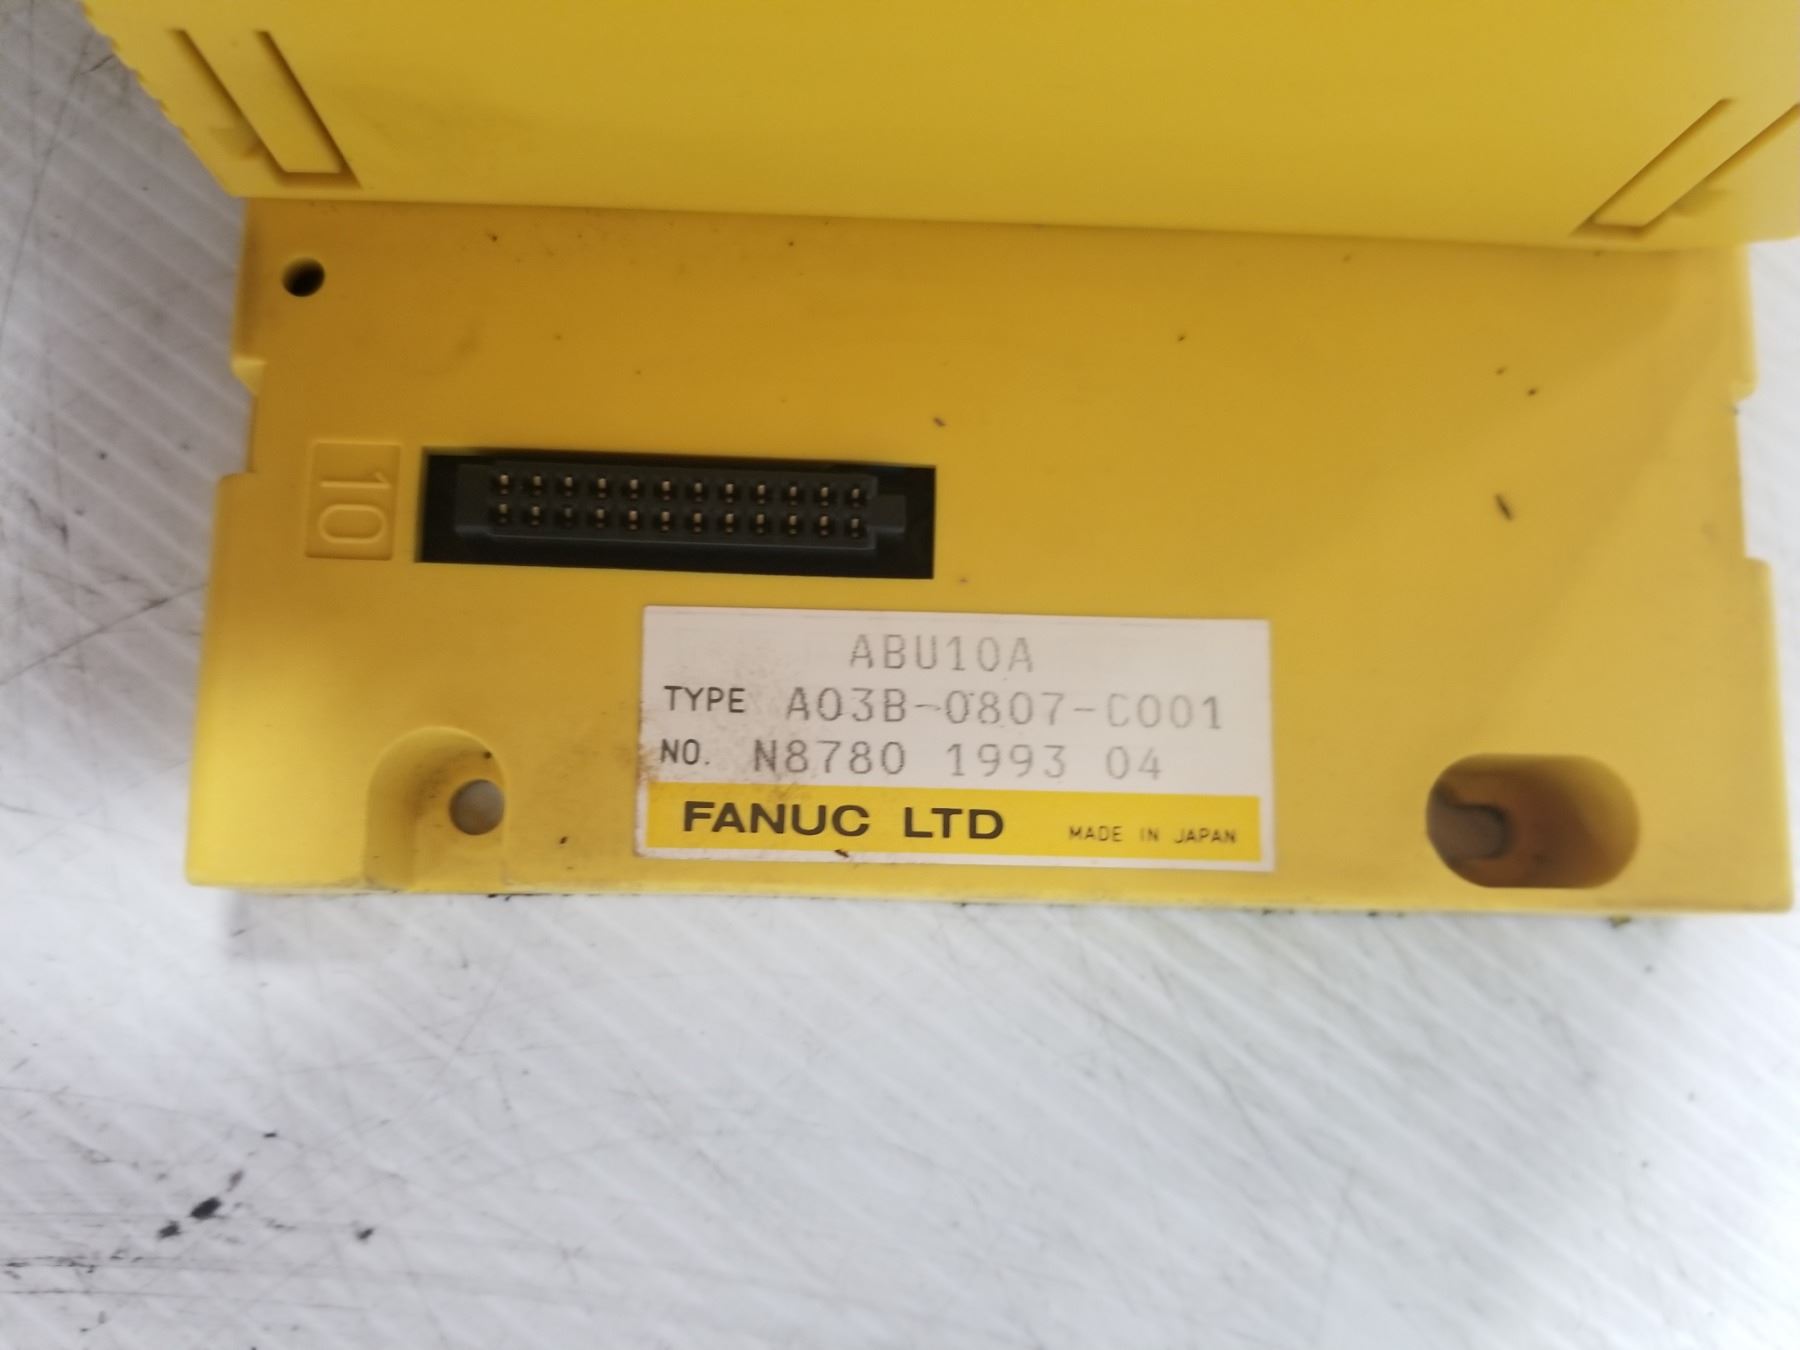 10
ABU10A
TYPE A03B-0807-C001
NO. N8780 1993 04
FANUC LTD MADE IN JAPAN